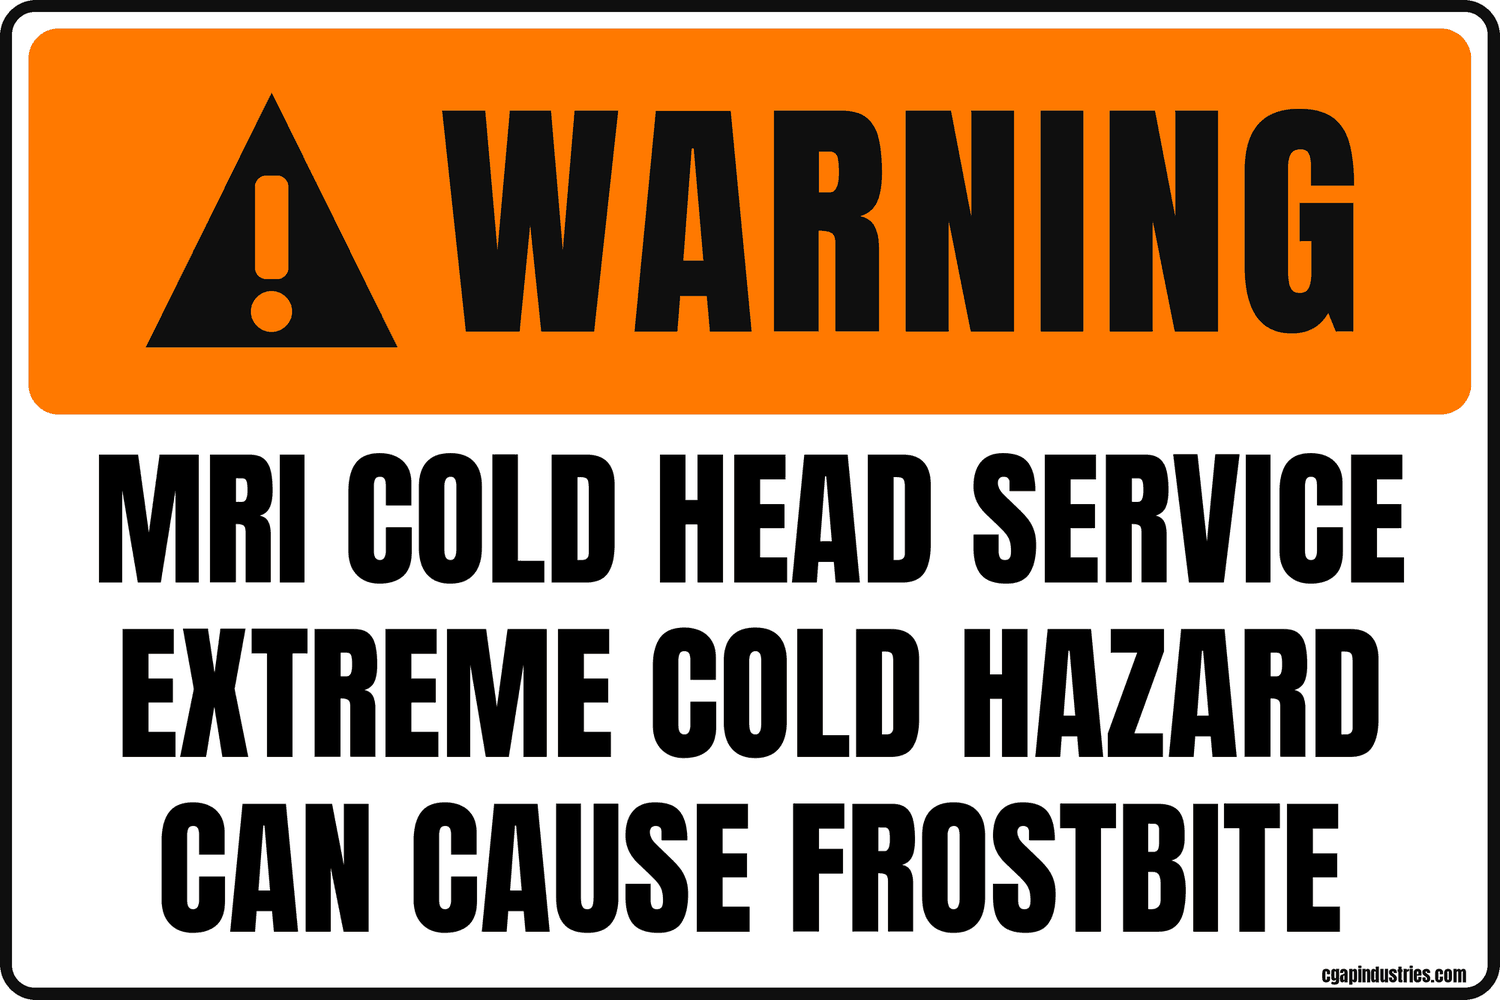 WARNING
MRI COLD HEAD SERVICE
EXTREME COLD HAZARD
CAN CAUSE FROSTBITE
cgapindustries.com